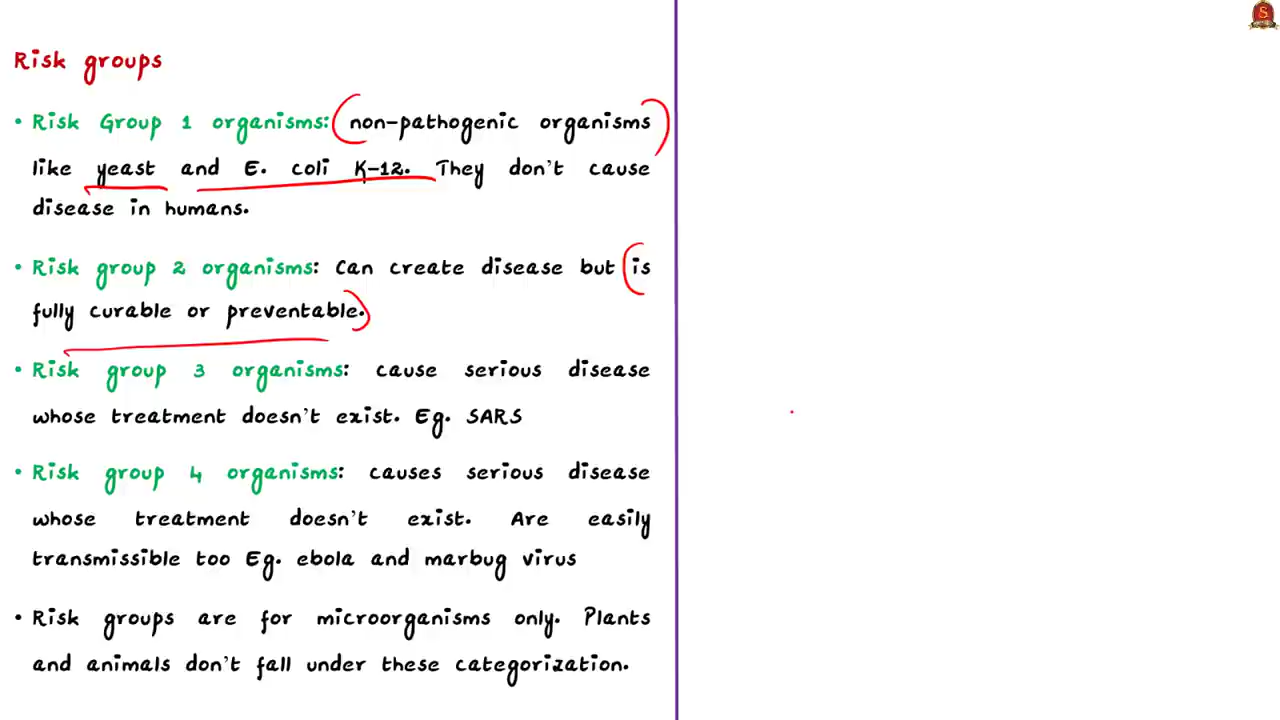 Risk groups
• Risk Group 1 organisms: non-pathogenic organisms
like yeast and E. coli K-12. They don't cause
disease in humans.
• Risk group 2 organisms: Can create disease but is
fully curable or preventable.
• Risk group 3 organisms: cause serious disease
whose treatment doesn't exist. Eg. SARS
• Risk group 4 organisms: causes serious disease
whose treatment doesn't exist. Are easily
transmissible too Eg. ebola and marbug virus
• Risk groups are for microorganisms only. Plants
and animals don't fall under these categorization.